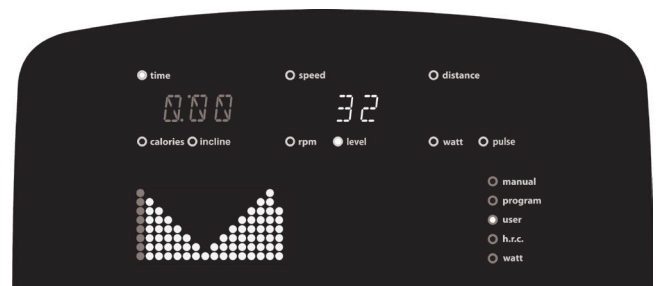 time speed distance
0:00 32
calories incline rpm level watt pulse
manual
program
user
h.r.c.
watt